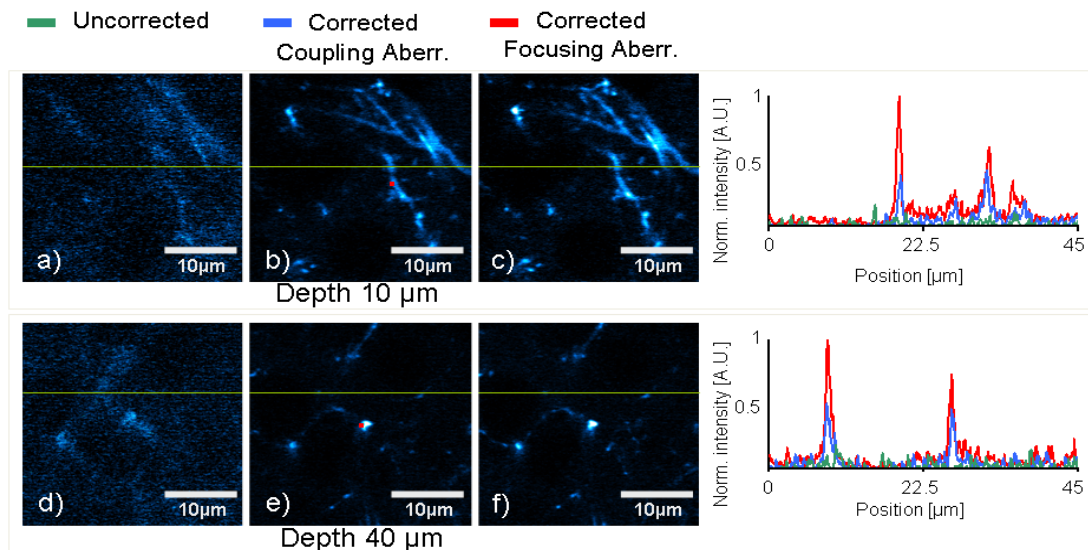 Uncorrected
Corrected
Coupling Aberr.
Corrected
Focusing Aberr.
a)
10µm
b)
10µm
c)
10µm
Depth 10 µm
Norm. intensity [A.U.]
1
0.5
0
22.5
45
Position [µm]
d)
10µm
e)
10µm
f)
10µm
Depth 40 µm
Norm. intensity [A.U.]
1
0.5
0
22.5
45
Position [µm]